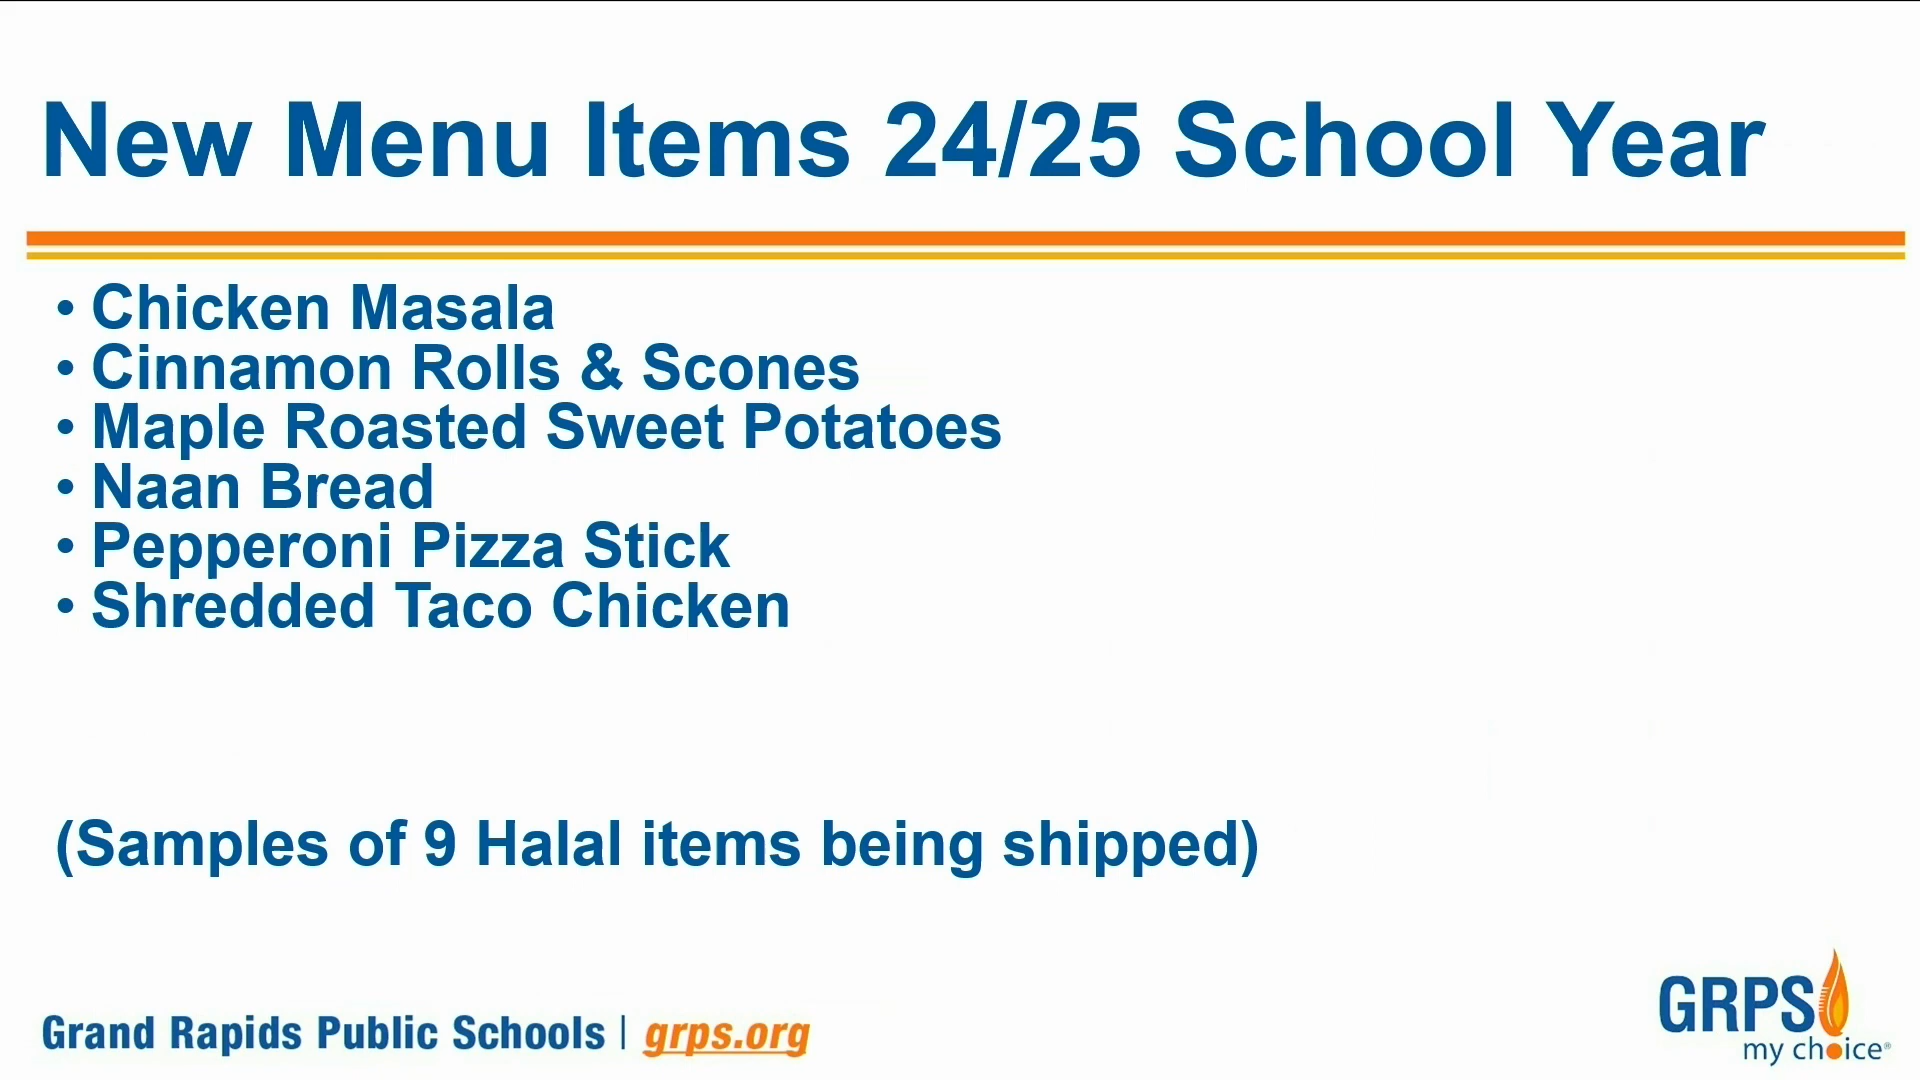 New Menu Items 24/25 School Year
• Chicken Masala
• Cinnamon Rolls & Scones
• Maple Roasted Sweet Potatoes
• Naan Bread
• Pepperoni Pizza Stick
• Shredded Taco Chicken
(Samples of 9 Halal items being shipped)
Grand Rapids Public Schools | grps.org
GRPS
my choice®